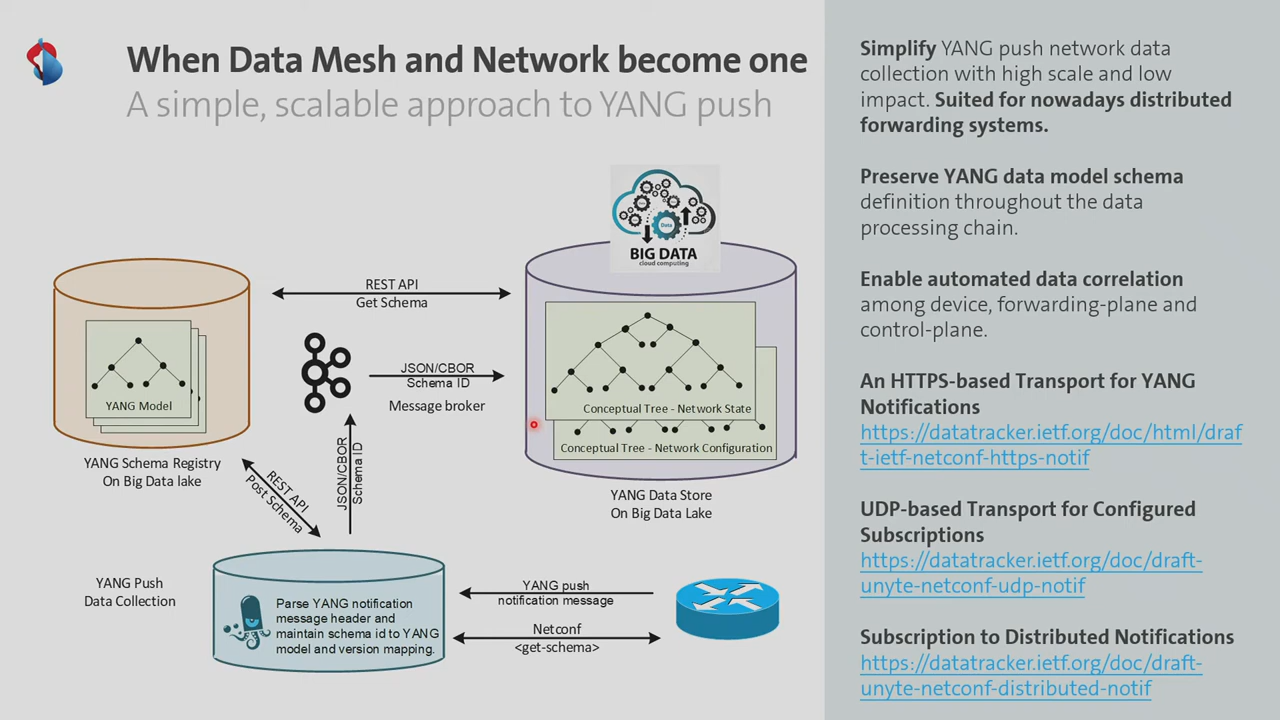 When Data Mesh and Network become one
A simple, scalable approach to YANG push
BIG DATA
cloud computing
Data
REST API
Get Schema
YANG Model
JSON/CBOR
Schema ID
Message broker
Conceptual Tree - Network State
Conceptual Tree - Network Configuration
YANG Schema Registry
On Big Data lake
REST API
Post Schema
JSON/CBOR
Schema ID
YANG Data Store
On Big Data Lake
YANG Push
Data Collection
Parse YANG notification
message header and
maintain schema id to YANG
model and version mapping.
YANG push
notification message
Netconf
<get-schema>
Simplify YANG push network data
collection with high scale and low
impact. Suited for nowadays distributed
forwarding systems.
Preserve YANG data model schema
definition throughout the data
processing chain.
Enable automated data correlation
among device, forwarding-plane and
control-plane.
An HTTPS-based Transport for YANG
Notifications
https://datatracker.ietf.org/doc/html/draf
t-ietf-netconf-https-notif
UDP-based Transport for Configured
Subscriptions
https://datatracker.ietf.org/doc/draft-
unyte-netconf-udp-notif
Subscription to Distributed Notifications
https://datatracker.ietf.org/doc/draft-
unyte-netconf-distributed-notif